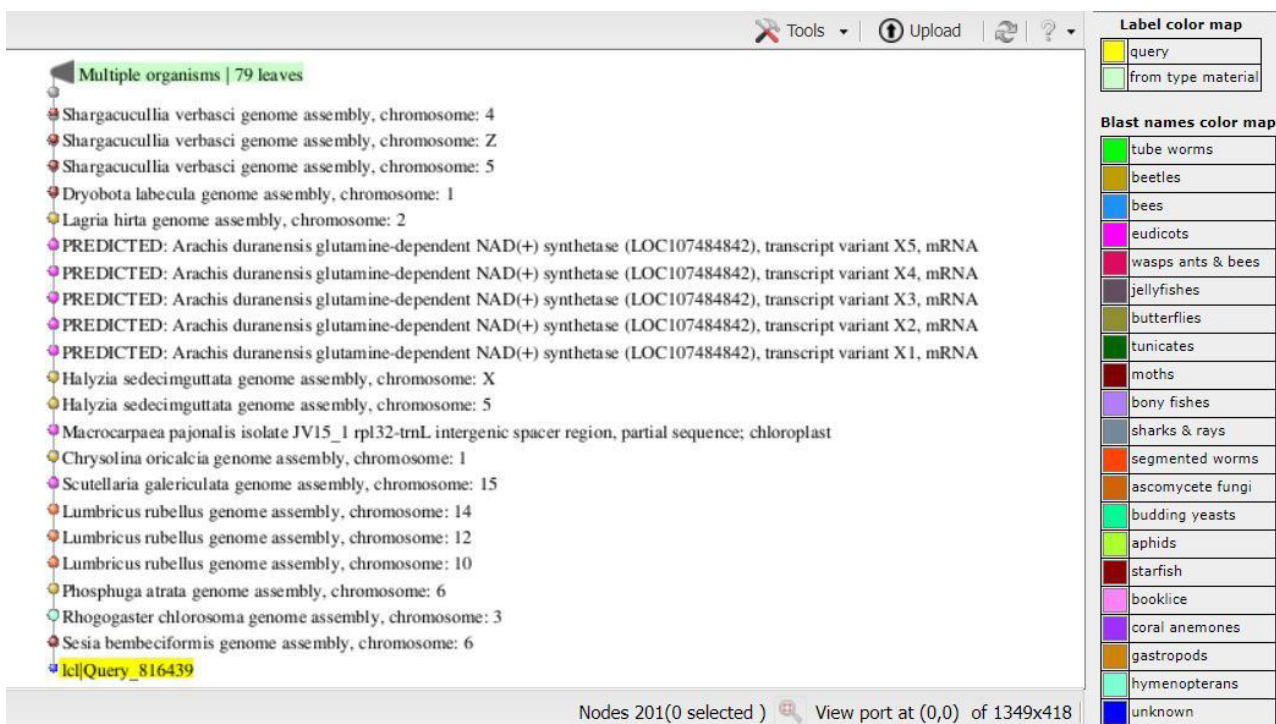 Tools
Upload
?
Multiple organisms | 79 leaves
Shargacucullia verbasci genome assembly, chromosome: 4
Shargacucullia verbasci genome assembly, chromosome: Z
Shargacucullia verbasci genome assembly, chromosome: 5
Dryobota labecula genome assembly, chromosome: 1
Lagria hirta genome assembly, chromosome: 2
PREDICTED: Arachis duranensis glutamine-dependent NAD(+) synthetase (LOC107484842), transcript variant X5, mRNA
PREDICTED: Arachis duranensis glutamine-dependent NAD(+) synthetase (LOC107484842), transcript variant X4, mRNA
PREDICTED: Arachis duranensis glutamine-dependent NAD(+) synthetase (LOC107484842), transcript variant X3, mRNA
PREDICTED: Arachis duranensis glutamine-dependent NAD(+) synthetase (LOC107484842), transcript variant X2, mRNA
PREDICTED: Arachis duranensis glutamine-dependent NAD(+) synthetase (LOC107484842), transcript variant X1, mRNA
Halyzia sedecimguttata genome assembly, chromosome: X
Halyzia sedecimguttata genome assembly, chromosome: 5
Macrocarpaea pajonalis isolate JV15_1 rpl32-trnL intergenic spacer region, partial sequence; chloroplast
Chrysolina oricalcia genome assembly, chromosome: 1
Scutellaria galericulata genome assembly, chromosome: 15
Lumbricus rubellus genome assembly, chromosome: 14
Lumbricus rubellus genome assembly, chromosome: 12
Lumbricus rubellus genome assembly, chromosome: 10
Phosphuga atrata genome assembly, chromosome: 6
Rhogogaster chlorosoma genome assembly, chromosome: 3
Sesia bembeciformis genome assembly, chromosome: 6
lcl|Query_816439
Nodes 201(0 selected )
View port at (0,0) of 1349x418
Label color map
query
from type material
Blast names color map
tube worms
beetles
bees
eudicots
wasps ants & bees
jellyfishes
butterflies
tunicates
moths
bony fishes
sharks & rays
segmented worms
ascomycete fungi
budding yeasts
aphids
starfish
booklice
coral anemones
gastropods
hymenopterans
unknown